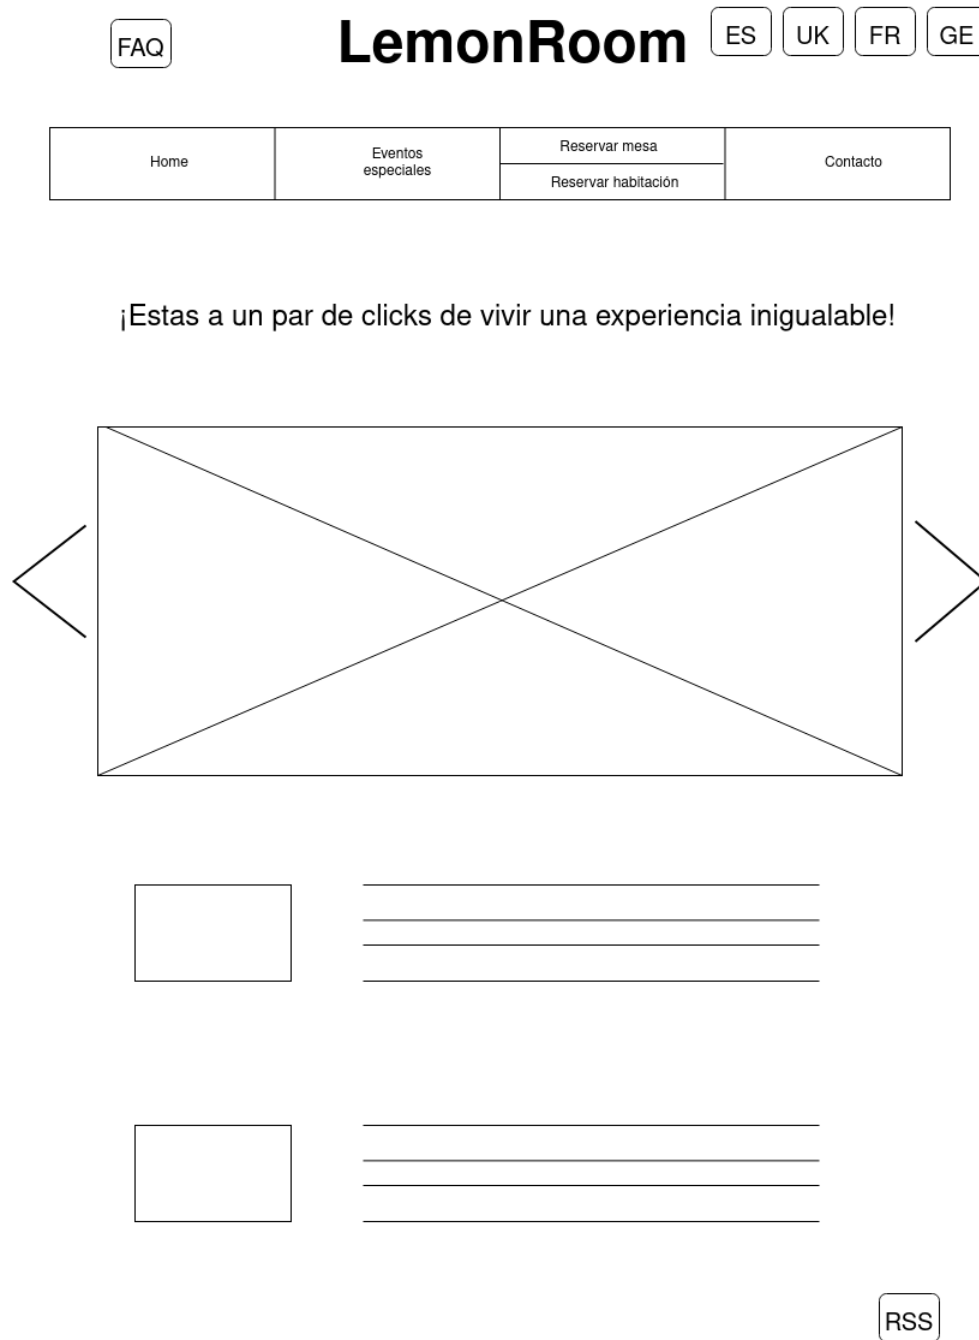 FAQ
LemonRoom
ES
UK
FR
GE
Home
Eventos
especiales
Reservar mesa
Reservar habitación
Contacto
¡Estas a un par de clicks de vivir una experiencia inigualable!
RSS